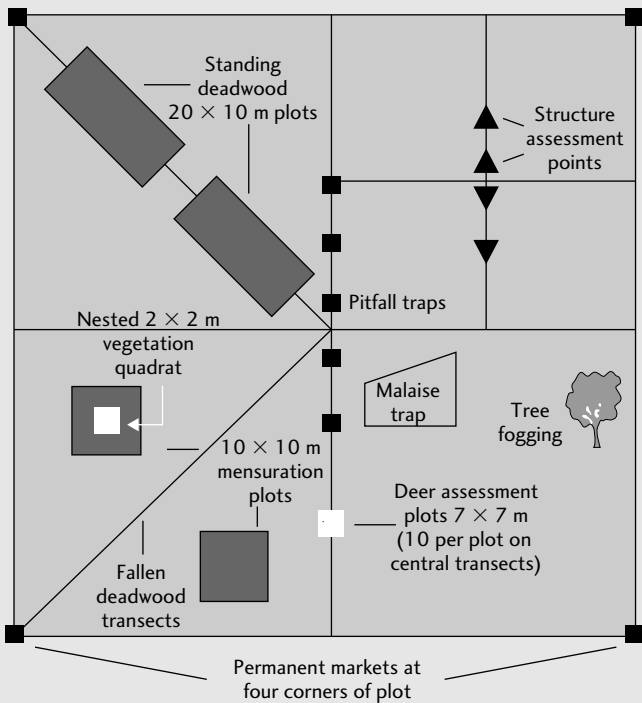 Standing
deadwood
20 × 10 m plots
Structure
assessment
points
Pitfall traps
Nested 2 × 2 m
vegetation
quadrat
Malaise
trap
Tree
fogging
10 × 10 m
mensuration
plots
Deer assessment
plots 7 × 7 m
(10 per plot on
central transects)
Fallen
deadwood
transects
Permanent markets at
four corners of plot